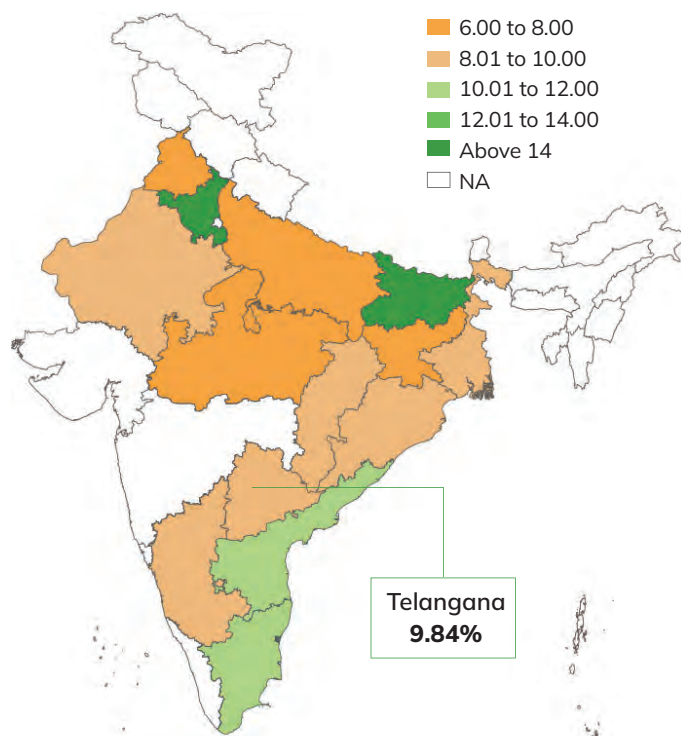 6.00 to 8.00
8.01 to 10.00
10.01 to 12.00
12.01 to 14.00
Above 14
NA
Telangana
9.84%